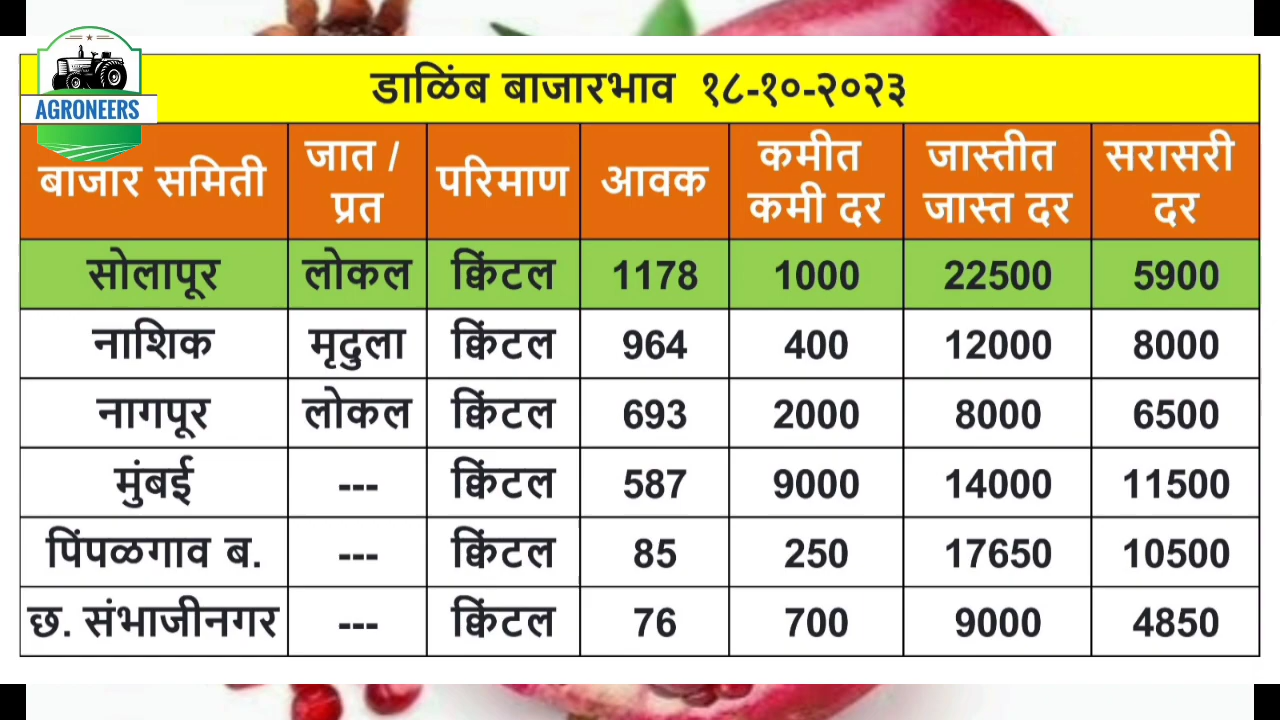 AGRONEERS
डाळिंब बाजारभाव १८-१०-२०२३
बाजार समिती जात / प्रत परिमाण आवक कमीत कमी दर जास्तीत जास्त दर सरासरी दर
सोलापूर लोकल क्विंटल 1178 1000 22500 5900
नाशिक मृदुला क्विंटल 964 400 12000 8000
नागपूर लोकल क्विंटल 693 2000 8000 6500
मुंबई --- क्विंटल 587 9000 14000 11500
पिंपळगाव ब. --- क्विंटल 85 250 17650 10500
छ. संभाजीनगर --- क्विंटल 76 700 9000 4850